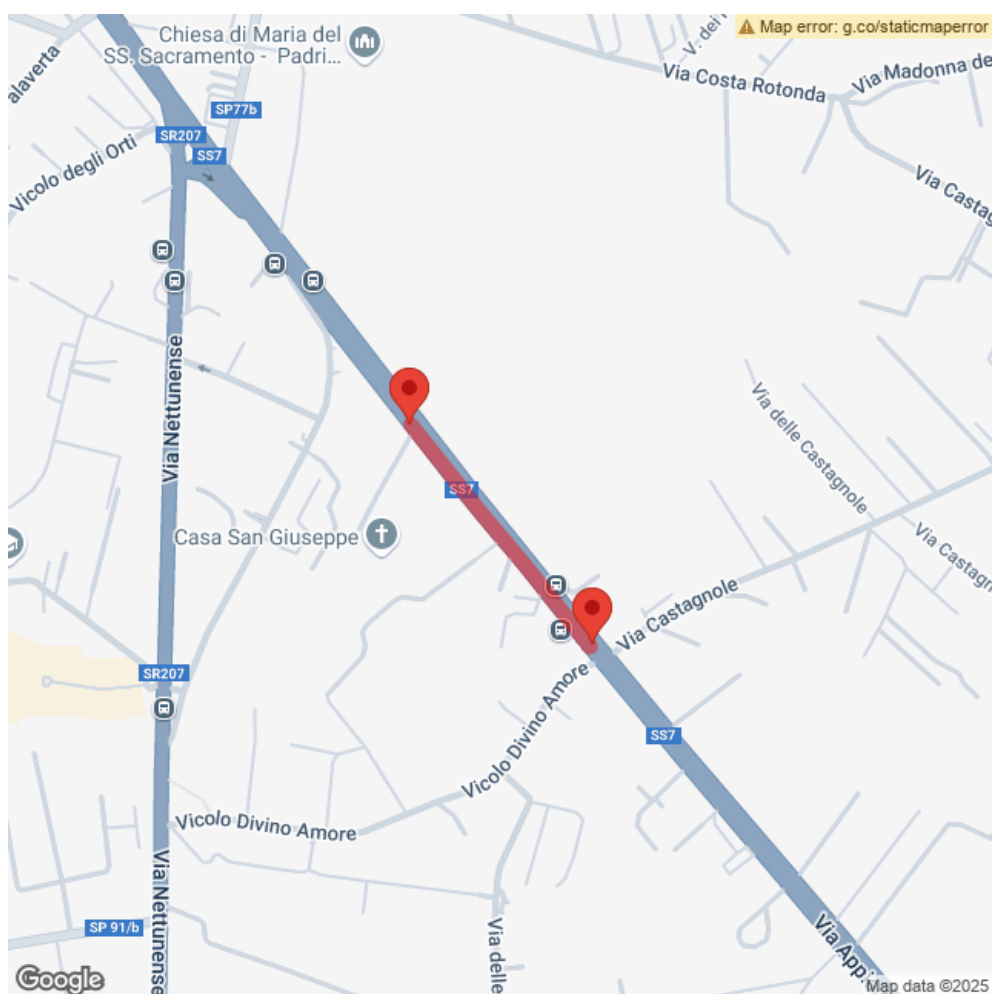 Map error: g.co/staticmaperror
Chiesa di Maria del
SS. Sacramento - Padri...
V. dei
Via Costa Rotonda
Via Madonna de
alaverta
SP77b
SR207
SS7
Vicolo degli Orti
Via Castag
Via Nettunense
Via delle Castagnole
SS7
Casa San Giuseppe
Via Castagn
Via Castagnole
SR207
Vicolo Divino Amore
SS7
Vicolo Divino Amore
Via Nettunense
SP 91/b
Via delle
Via Appi
Google
Map data ©2025